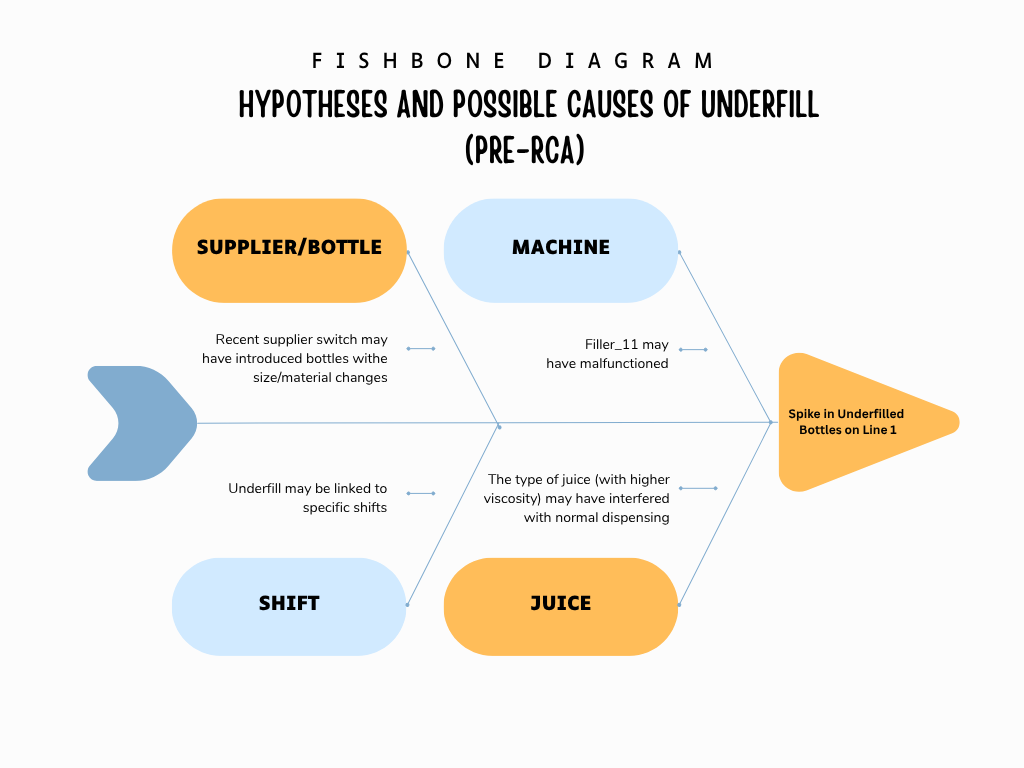 FISHBONE DIAGRAM
HYPOTHESES AND POSSIBLE CAUSES OF UNDERFILL
(PRE-RCA)
SUPPLIER/BOTTLE
MACHINE
Recent supplier switch may
have introduced bottles withe
size/material changes
Filler_11 may
have malfunctioned
Spike in Underfilled
Bottles on Line 1
Underfill may be linked to
specific shifts
The type of juice (with higher
viscosity) may have interfered
with normal dispensing
SHIFT
JUICE